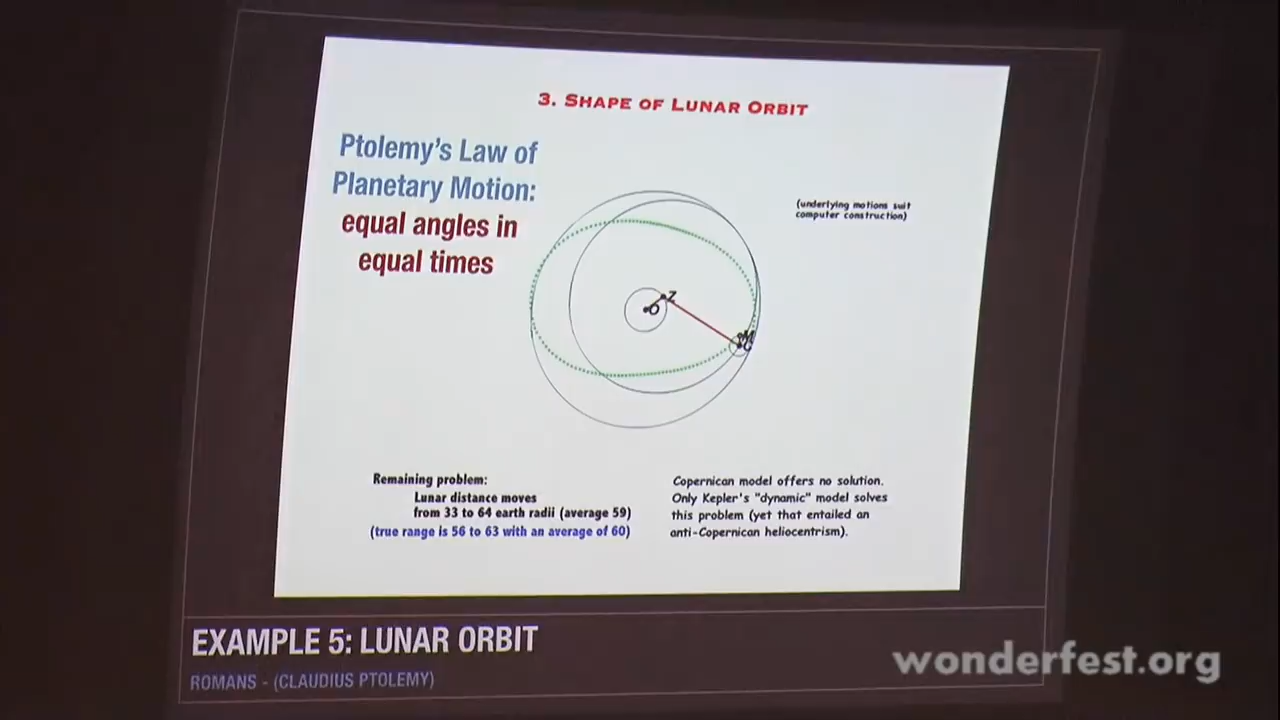 3. SHAPE OF LUNAR ORBIT
Ptolemy's Law of
Planetary Motion:
equal angles in
equal times
(underlying motions suit
computer construction)
Z
O
M
C
Remaining problem:
Lunar distance moves
from 33 to 64 earth radii (average 59)
(true range is 56 to 63 with an average of 60)
Copernican model offers no solution.
Only Kepler's "dynamic" model solves
this problem (yet that entailed an
anti-Copernican heliocentrism).
EXAMPLE 5: LUNAR ORBIT
ROMANS - (CLAUDIUS PTOLEMY)
wonderfest.org